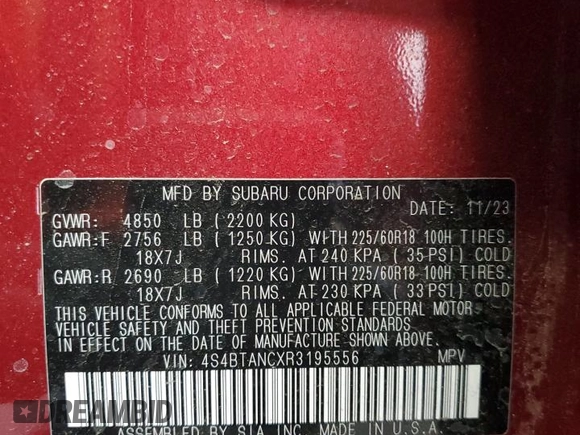 MFD BY SUBARU CORPORATION
DATE: 11/23
GVWR: 4850 LB (2200 KG)
GAWR:F 2756 LB (1250 KG) WITH 225/60R18 100H TIRES.
18X7J RIMS. AT 240 KPA (35 PSI) COLD
GAWR:R 2690 LB (1220 KG) WITH 225/60R18 100H TIRES.
18X7J RIMS. AT 230 KPA (33 PSI) COLD
THIS VEHICLE CONFORMS TO ALL APPLICABLE FEDERAL MOTOR
VEHICLE SAFETY AND THEFT PREVENTION STANDARDS
IN EFFECT ON THE DATE OF MANUFACTURE SHOWN ABOVE.
VIN: 4S4BTANCXR3195556 MPV
ASSEMBLED BY SIA INC. MADE IN U.S.A.
DREAMBID